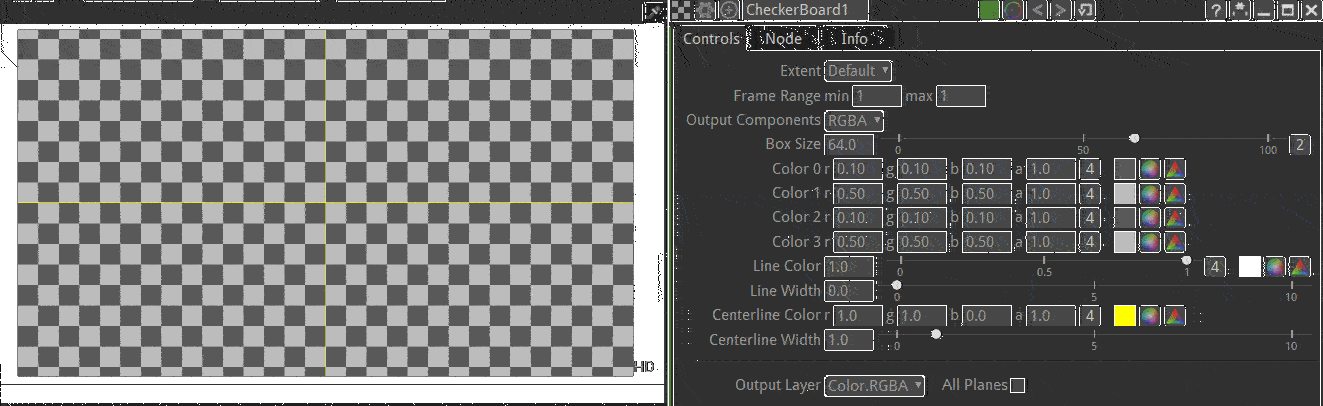 CheckerBoard1
Controls Node Info
Extent Default
Frame Range min 1 max 1
Output Components RGBA
Box Size 64.0 0 50 100 2
Color 0 r 0.10 g 0.10 b 0.10 a 1.0 4
Color 1 r 0.50 g 0.50 b 0.50 a 1.0 4
Color 2 r 0.10 g 0.10 b 0.10 a 1.0 4
Color 3 r 0.50 g 0.50 b 0.50 a 1.0 4
Line Color 1.0 0 0.5 1 4
Line Width 0.0 0 5 10
Centerline Color r 1.0 g 1.0 b 0.0 a 1.0 4
Centerline Width 1.0 0 5 10
HD
Output Layer Color.RGBA All Planes